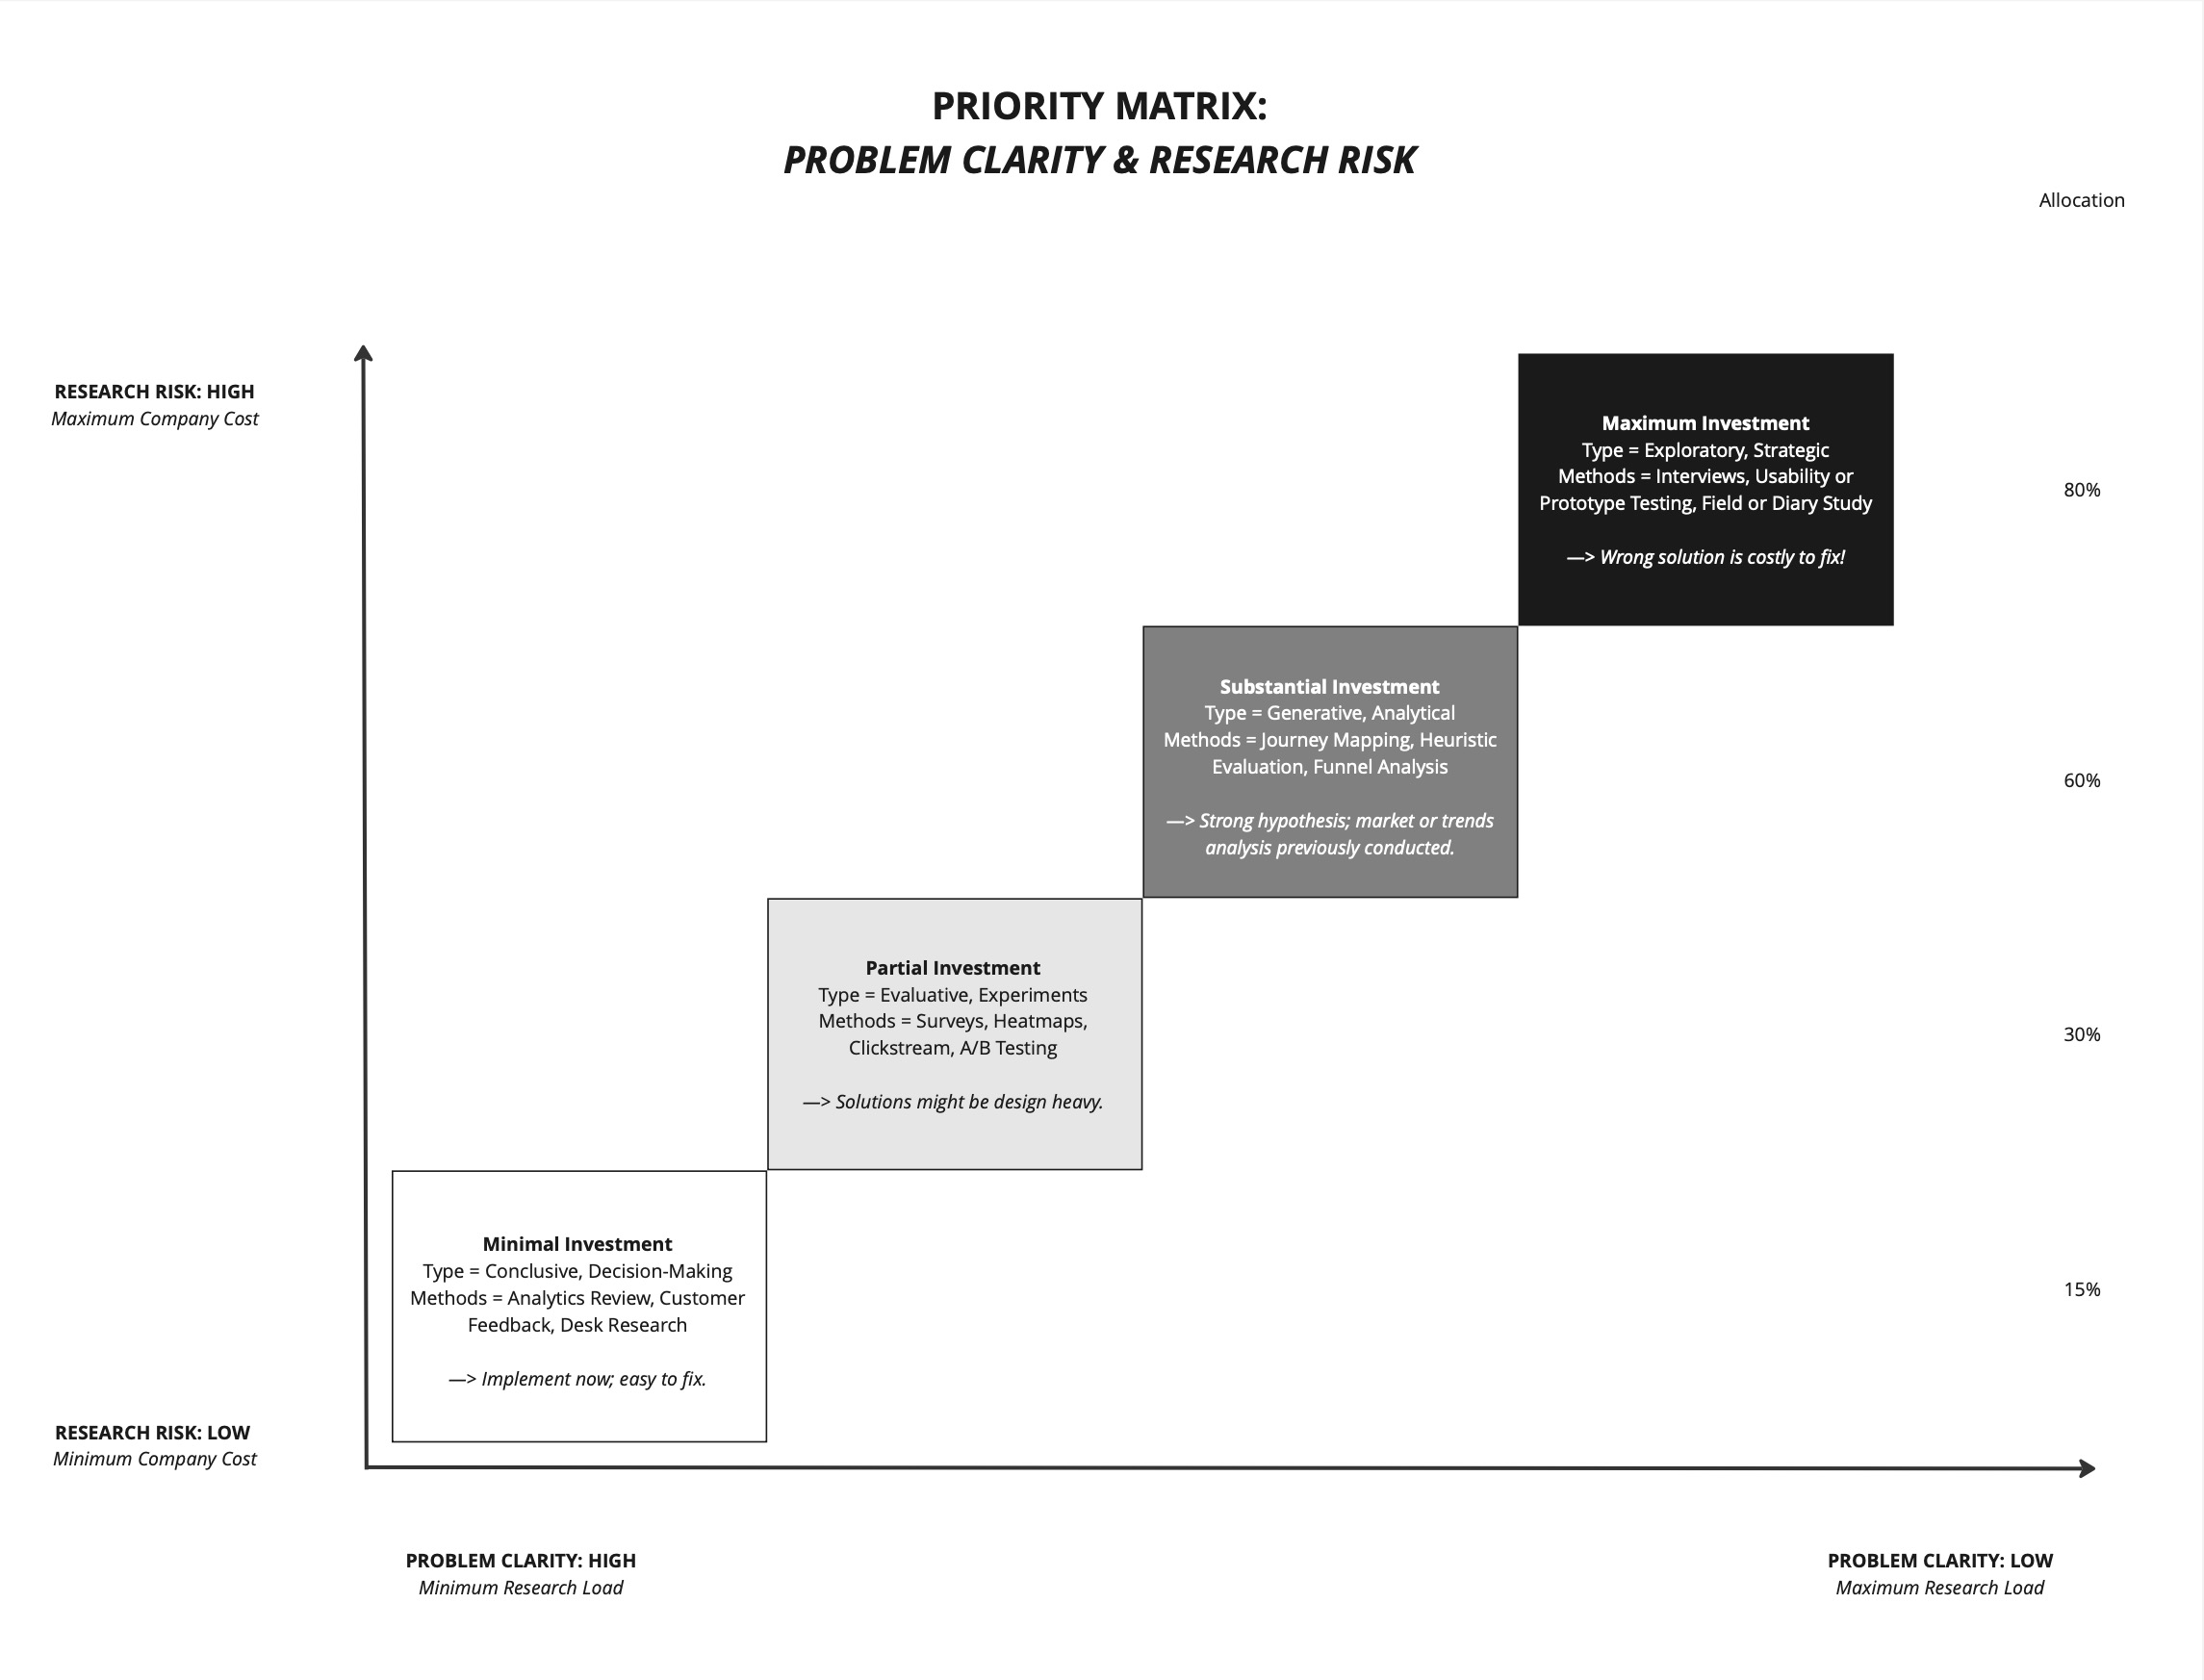 PRIORITY MATRIX:
PROBLEM CLARITY & RESEARCH RISK
Allocation
RESEARCH RISK: HIGH
Maximum Company Cost
Maximum Investment
Type = Exploratory, Strategic
Methods = Interviews, Usability or
Prototype Testing, Field or Diary Study
—> Wrong solution is costly to fix!
80%
Substantial Investment
Type = Generative, Analytical
Methods = Journey Mapping, Heuristic
Evaluation, Funnel Analysis
—> Strong hypothesis; market or trends
analysis previously conducted.
60%
Partial Investment
Type = Evaluative, Experiments
Methods = Surveys, Heatmaps,
Clickstream, A/B Testing
—> Solutions might be design heavy.
30%
Minimal Investment
Type = Conclusive, Decision-Making
Methods = Analytics Review, Customer
Feedback, Desk Research
—> Implement now; easy to fix.
15%
RESEARCH RISK: LOW
Minimum Company Cost
PROBLEM CLARITY: HIGH
Minimum Research Load
PROBLEM CLARITY: LOW
Maximum Research Load